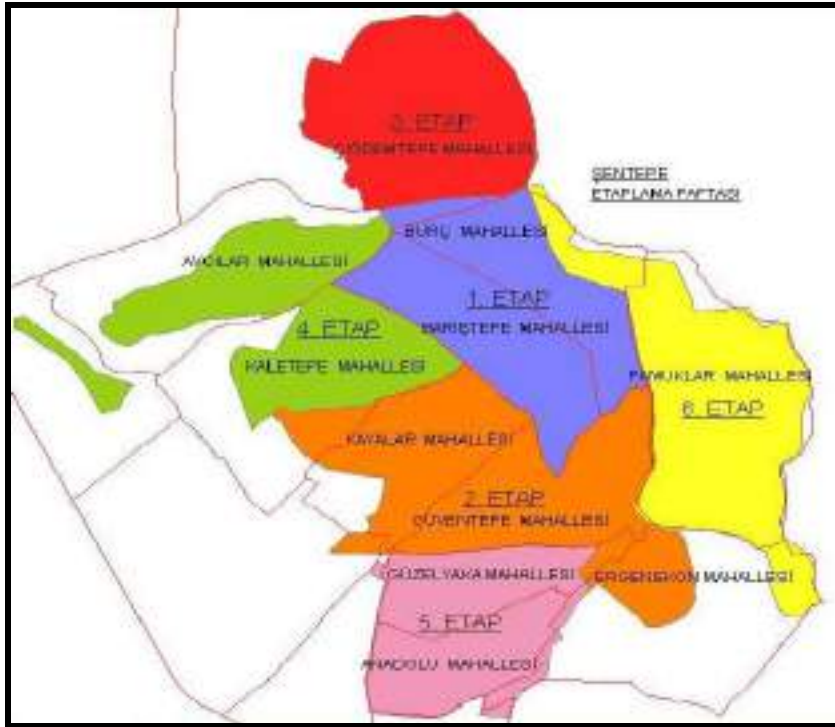 3. ETAP
ÇİĞDEMTEPE MAHALLESİ
ŞENTEPE
ETAPLAMA PAFTASI
BURÇ MAHALLESİ
AVCILAR MAHALLESİ
1. ETAP
BARIŞTEPE MAHALLESİ
4. ETAP
KALETEPE MAHALLESİ
PAMUKLAR MAHALLESİ
6. ETAP
KAYALAR MAHALLESİ
2. ETAP
GÜVENTEPE MAHALLESİ
GÜZELYAKA MAHALLESİ
ERGENEKON MAHALLESİ
5. ETAP
ANADOLU MAHALLESİ